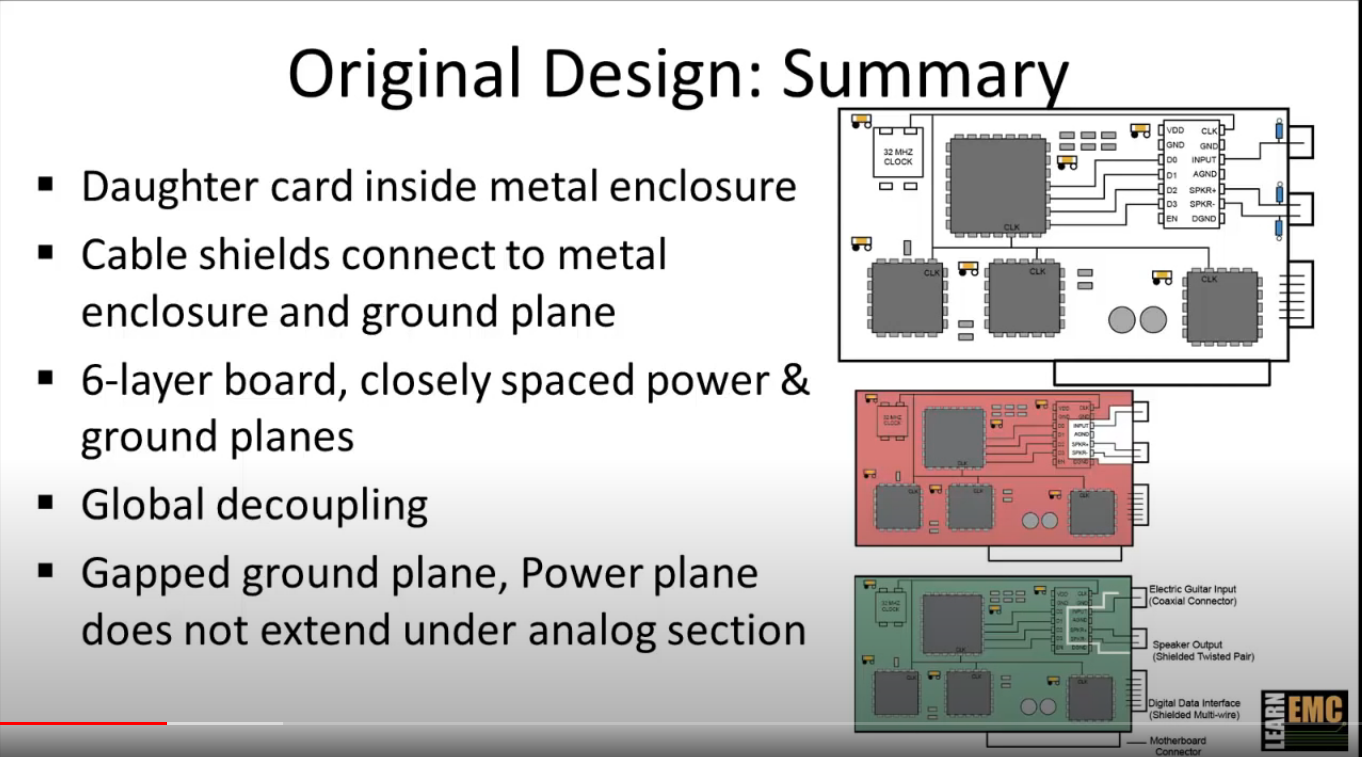 Original Design: Summary
▪ Daughter card inside metal enclosure
▪ Cable shields connect to metal
enclosure and ground plane
▪ 6-layer board, closely spaced power &
ground planes
▪ Global decoupling
▪ Gapped ground plane, Power plane
does not extend under analog section
32 MHZ
CLOCK
CLK
CLK
CLK
CLK
VDD CLK
GND GND
D0 INPUT
D1 AGND
D2 SPKR+
D3 SPKR-
EN DGND
32 MHZ
CLOCK
CLK
CLK
CLK
CLK
VDD CLK
GND GND
D0 INPUT
D1 AGND
D2 SPKR+
D3 SPKR-
EN DGND
32 MHZ
CLOCK
CLK
CLK
CLK
CLK
VDD CLK
GND GND
D0 INPUT
D1 AGND
D2 SPKR+
D3 SPKR-
EN DGND
Electric Guitar Input
(Coaxial Connector)
Speaker Output
(Shielded Twisted Pair)
Digital Data Interface
(Shielded Multi-wire)
Motherboard
Connector
LEARN
EMC